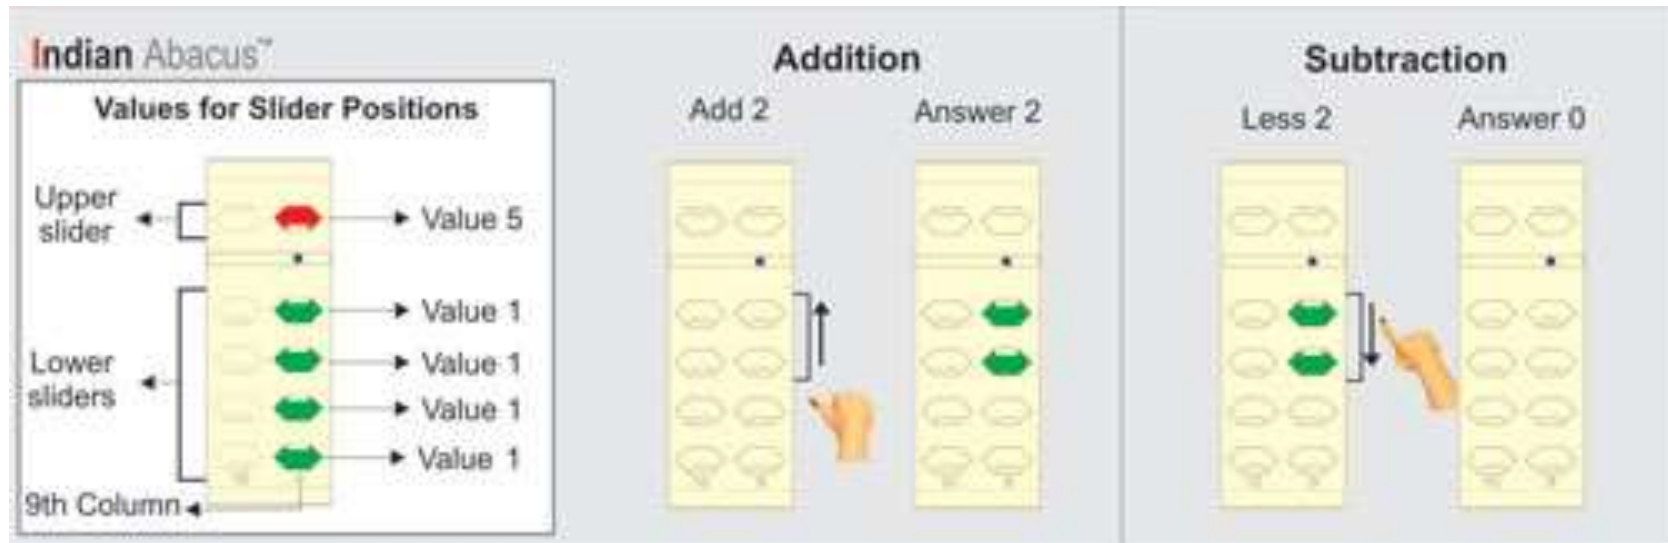 Indian Abacus™
Values for Slider Positions
Upper
slider
Value 5
Value 1
Lower
sliders
Value 1
Value 1
Value 1
9th Column
Addition
Add 2
Answer 2
Subtraction
Less 2
Answer 0